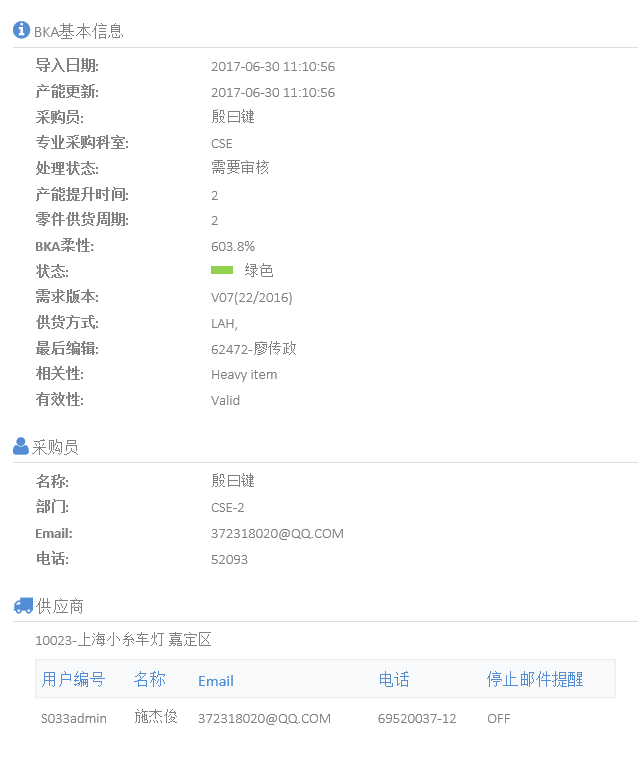 BKA基本信息
导入日期: 2017-06-30 11:10:56
产能更新: 2017-06-30 11:10:56
采购员: 殷曰键
专业采购科室: CSE
处理状态: 需要审核
产能提升时间: 2
零件供货周期: 2
BKA柔性: 603.8%
状态: 绿色
需求版本: V07(22/2016)
供货方式: LAH,
最后编辑: 62472-廖传政
相关性: Heavy item
有效性: Valid
采购员
名称: 殷曰键
部门: CSE-2
Email: 372318020@QQ.COM
电话: 52093
供应商
10023-上海小糸车灯 嘉定区
用户编号 名称 Email 电话 停止邮件提醒
S033admin 施杰俊 372318020@QQ.COM 69520037-12 OFF